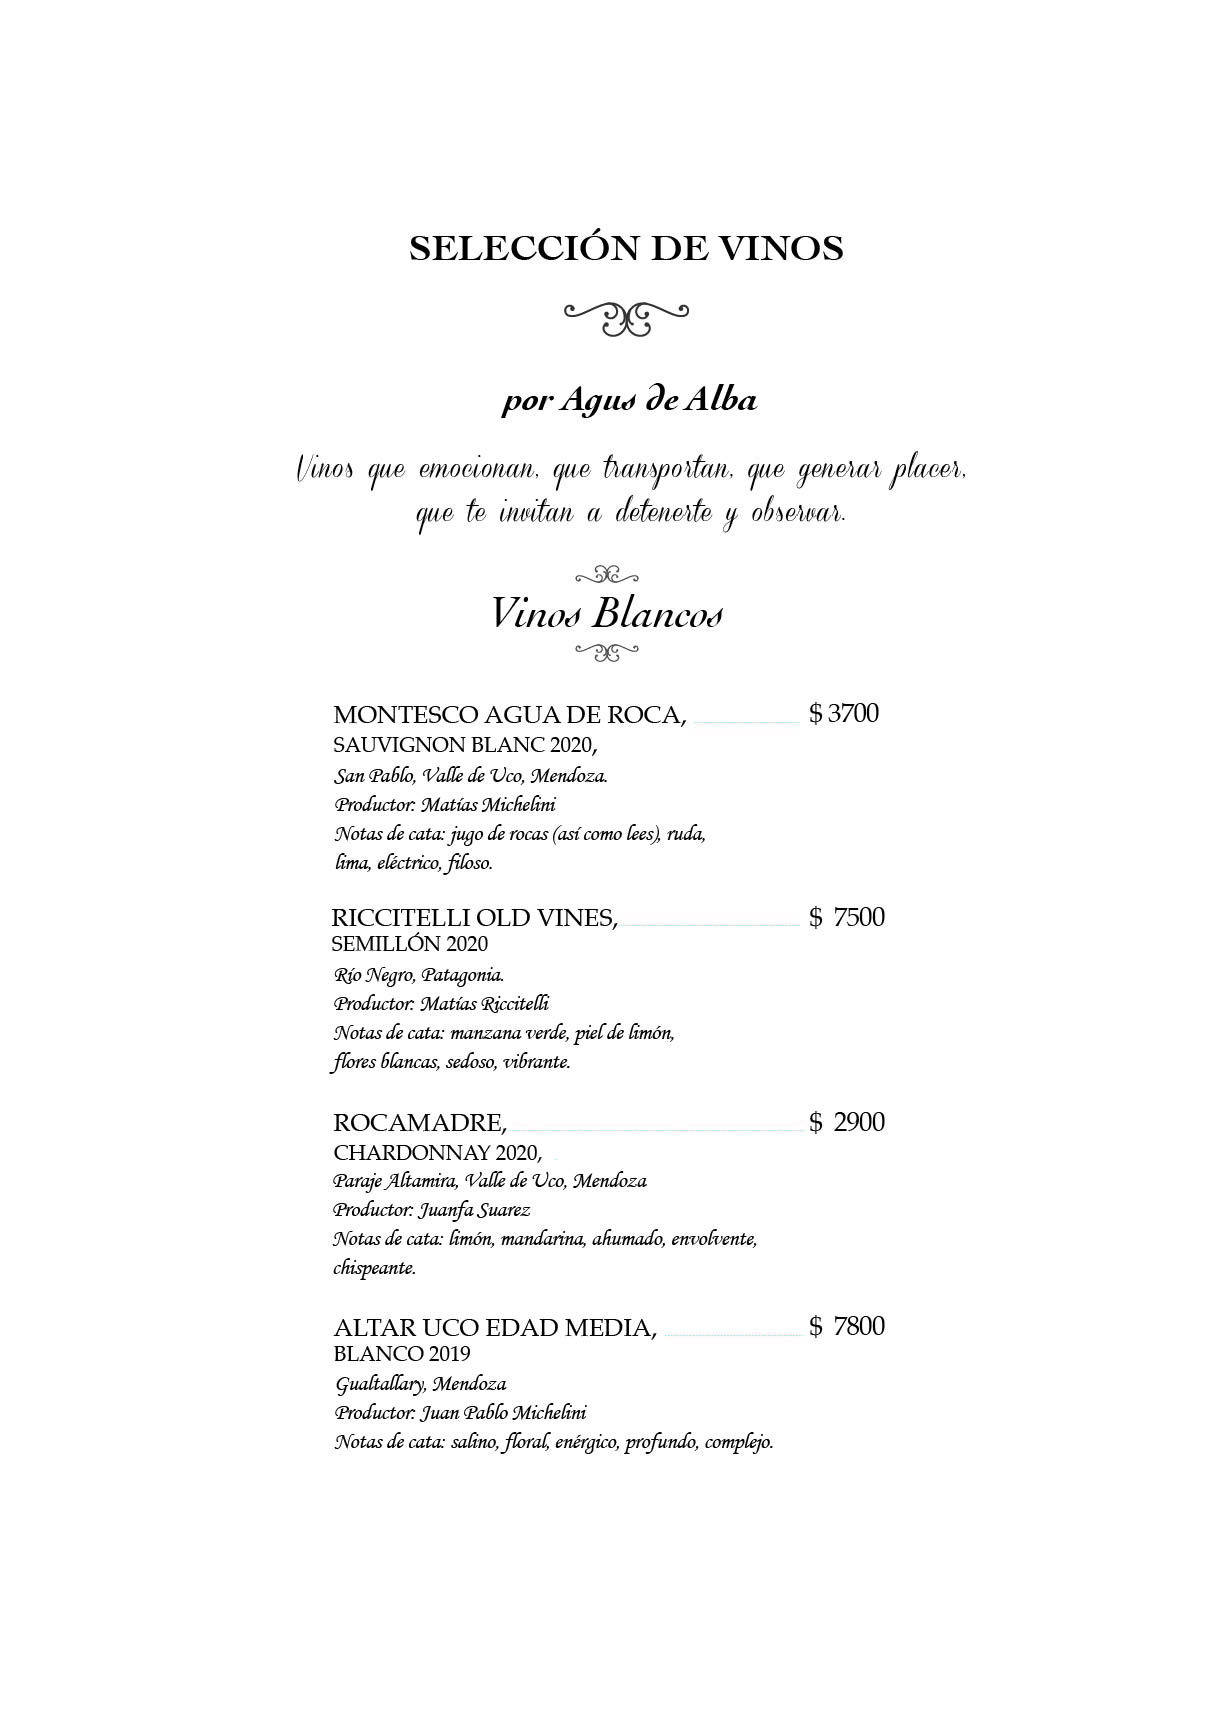 SELECCIÓN DE VINOS
por Agus de Alba
Vinos que emocionan, que transportan, que generar placer,
que te invitan a detenerte y observar.
Vinos Blancos
MONTESCO AGUA DE ROCA, $ 3700
SAUVIGNON BLANC 2020,
San Pablo, Valle de Uco, Mendoza.
Productor: Matías Michelini
Notas de cata: jugo de rocas (así como lees), ruda,
lima, eléctrico, filoso.
RICCITELLI OLD VINES, $ 7500
SEMILLÓN 2020
Río Negro, Patagonia.
Productor: Matías Riccitelli
Notas de cata: manzana verde, piel de limón,
flores blancas, sedoso, vibrante.
ROCAMADRE, $ 2900
CHARDONNAY 2020,
Paraje Altamira, Valle de Uco, Mendoza
Productor: Juanfa Suarez
Notas de cata: limón, mandarina, ahumado, envolvente,
chispeante.
ALTAR UCO EDAD MEDIA, $ 7800
BLANCO 2019
Gualtallary, Mendoza
Productor: Juan Pablo Michelini
Notas de cata: salino, floral, enérgico, profundo, complejo.